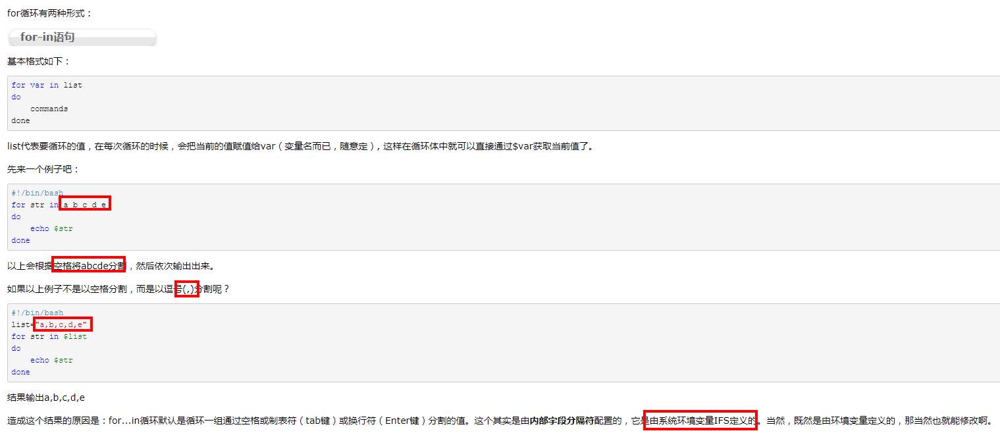 for循环有两种形式：
for-in语句
基本格式如下：
for var in list
do
    commands
done
list代表要循环的值，在每次循环的时候，会把当前的值赋值给var（变量名而已，随意定），这样在循环体中就可以直接通过$var获取当前值了。
先来一个例子吧：
#!/bin/bash
for str in a b c d e
do
    echo $str
done
以上会根据空格将abcde分割，然后依次输出出来。
如果以上例子不是以空格分割，而是以逗号(,)分割呢？
#!/bin/bash
list="a,b,c,d,e"
for str in $list
do
    echo $str
done
结果输出a,b,c,d,e
造成这个结果的原因是：for...in循环默认是循环一组通过空格或制表符（tab键）或换行符（Enter键）分割的值。这个其实是由内部字段分隔符配置的，它是由系统环境变量IFS定义的。当然，既然是由环境变量定义的，那当然也就能修改啊。